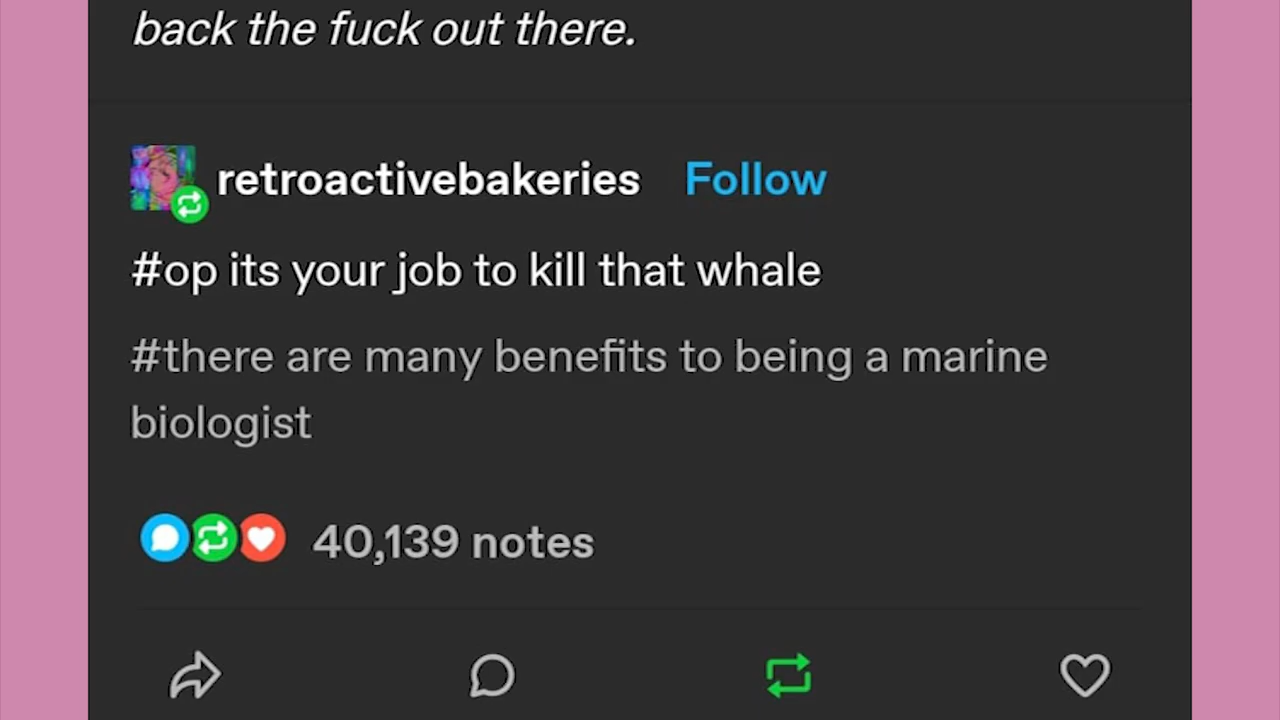 back the fuck out there.
retroactivebakeries Follow
#op its your job to kill that whale
#there are many benefits to being a marine
biologist
40,139 notes